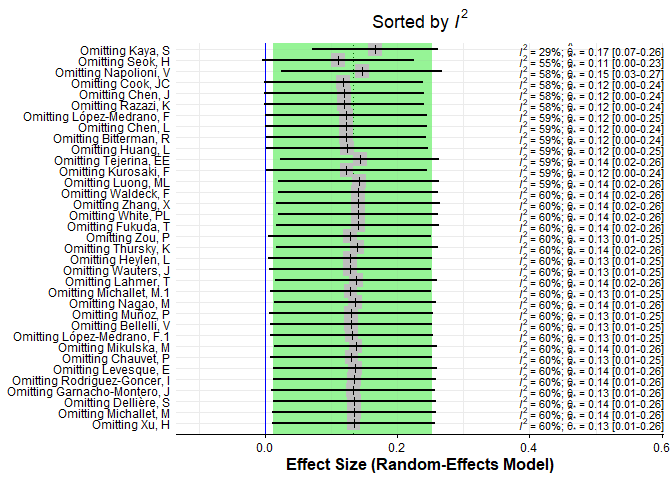 Sorted by I²
Omitting Kaya, S I² = 29%; θ̂* = 0.17 [0.07-0.26]
Omitting Seok, H I² = 55%; θ̂* = 0.11 [0.00-0.23]
Omitting Napolioni, V I² = 58%; θ̂* = 0.15 [0.03-0.27]
Omitting Cook, JC I² = 58%; θ̂* = 0.12 [0.00-0.24]
Omitting Chen, J I² = 58%; θ̂* = 0.12 [0.00-0.24]
Omitting Razazi, K I² = 58%; θ̂* = 0.12 [0.00-0.24]
Omitting López-Medrano, F I² = 59%; θ̂* = 0.12 [0.00-0.25]
Omitting Chen, L I² = 59%; θ̂* = 0.12 [0.00-0.25]
Omitting Bitterman, R I² = 59%; θ̂* = 0.12 [0.00-0.24]
Omitting Huang, L I² = 59%; θ̂* = 0.12 [0.00-0.25]
Omitting Tejerina, EE I² = 59%; θ̂* = 0.14 [0.02-0.26]
Omitting Kurosaki, F I² = 59%; θ̂* = 0.12 [0.00-0.24]
Omitting Luong, ML I² = 59%; θ̂* = 0.14 [0.02-0.26]
Omitting Waldeck, F I² = 60%; θ̂* = 0.14 [0.02-0.26]
Omitting Zhang, X I² = 60%; θ̂* = 0.14 [0.02-0.26]
Omitting White, PL I² = 60%; θ̂* = 0.14 [0.02-0.26]
Omitting Fukuda, T I² = 60%; θ̂* = 0.14 [0.02-0.26]
Omitting Zou, P I² = 60%; θ̂* = 0.13 [0.01-0.25]
Omitting Thursky, K I² = 60%; θ̂* = 0.14 [0.02-0.26]
Omitting Heylen, L I² = 60%; θ̂* = 0.13 [0.01-0.25]
Omitting Wauters, J I² = 60%; θ̂* = 0.13 [0.01-0.25]
Omitting Lahmer, T I² = 60%; θ̂* = 0.14 [0.02-0.26]
Omitting Michallet, M.1 I² = 60%; θ̂* = 0.13 [0.01-0.25]
Omitting Nagao, M I² = 60%; θ̂* = 0.14 [0.01-0.26]
Omitting Muñoz, P I² = 60%; θ̂* = 0.13 [0.01-0.25]
Omitting Bellelli, V I² = 60%; θ̂* = 0.13 [0.01-0.25]
Omitting López-Medrano, F.1 I² = 60%; θ̂* = 0.13 [0.01-0.25]
Omitting Mikulska, M I² = 60%; θ̂* = 0.14 [0.01-0.26]
Omitting Chauvet, P I² = 60%; θ̂* = 0.13 [0.01-0.25]
Omitting Levesque, E I² = 60%; θ̂* = 0.14 [0.01-0.26]
Omitting Rodriguez-Goncer, I I² = 60%; θ̂* = 0.14 [0.01-0.26]
Omitting Garnacho-Montero, J I² = 60%; θ̂* = 0.13 [0.01-0.26]
Omitting Dellière, S I² = 60%; θ̂* = 0.14 [0.01-0.26]
Omitting Michallet, M I² = 60%; θ̂* = 0.14 [0.01-0.26]
Omitting Xu, H I² = 60%; θ̂* = 0.13 [0.01-0.26]
0.0 0.2 0.4 0.6
Effect Size (Random-Effects Model)